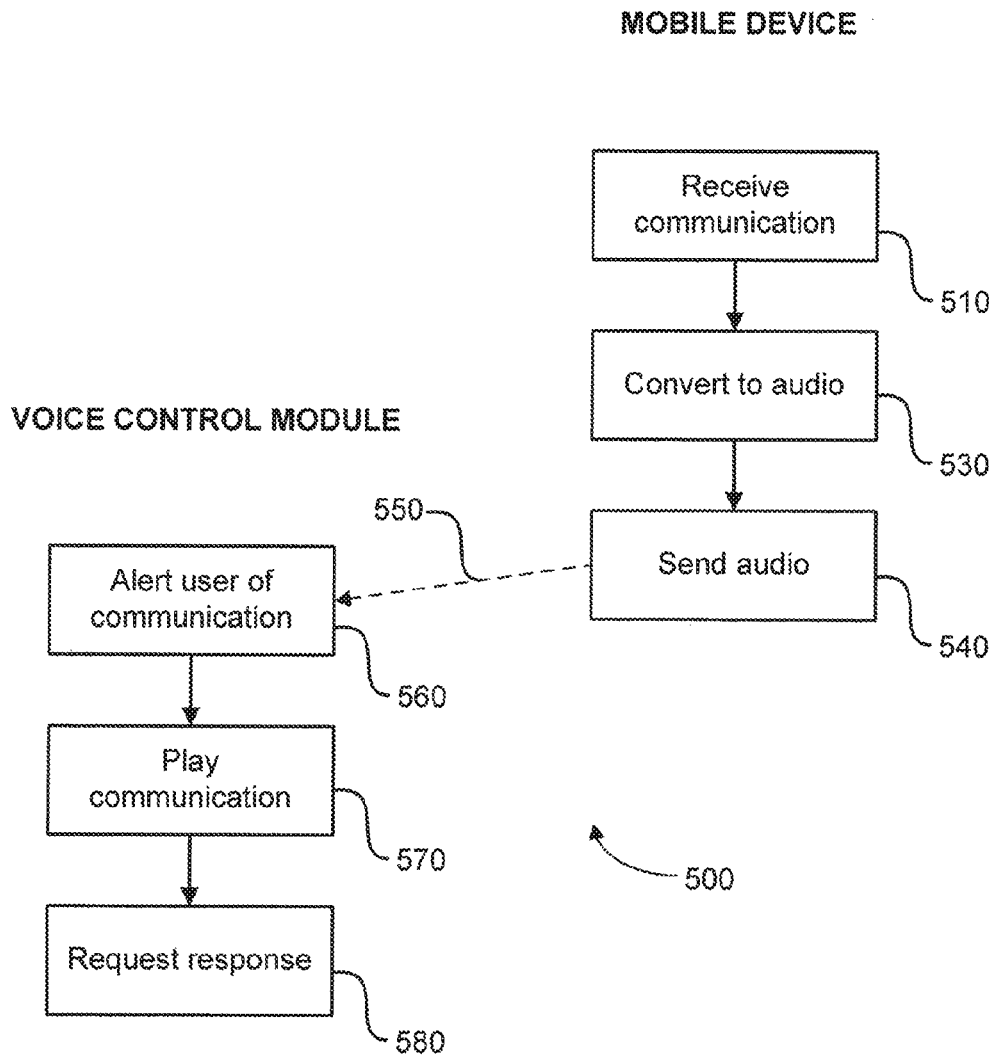 MOBILE DEVICE
Receive
communication
510
Convert to audio
530
VOICE CONTROL MODULE
550
Send audio
540
Alert user of
communication
560
Play
communication
570
500
Request response
580